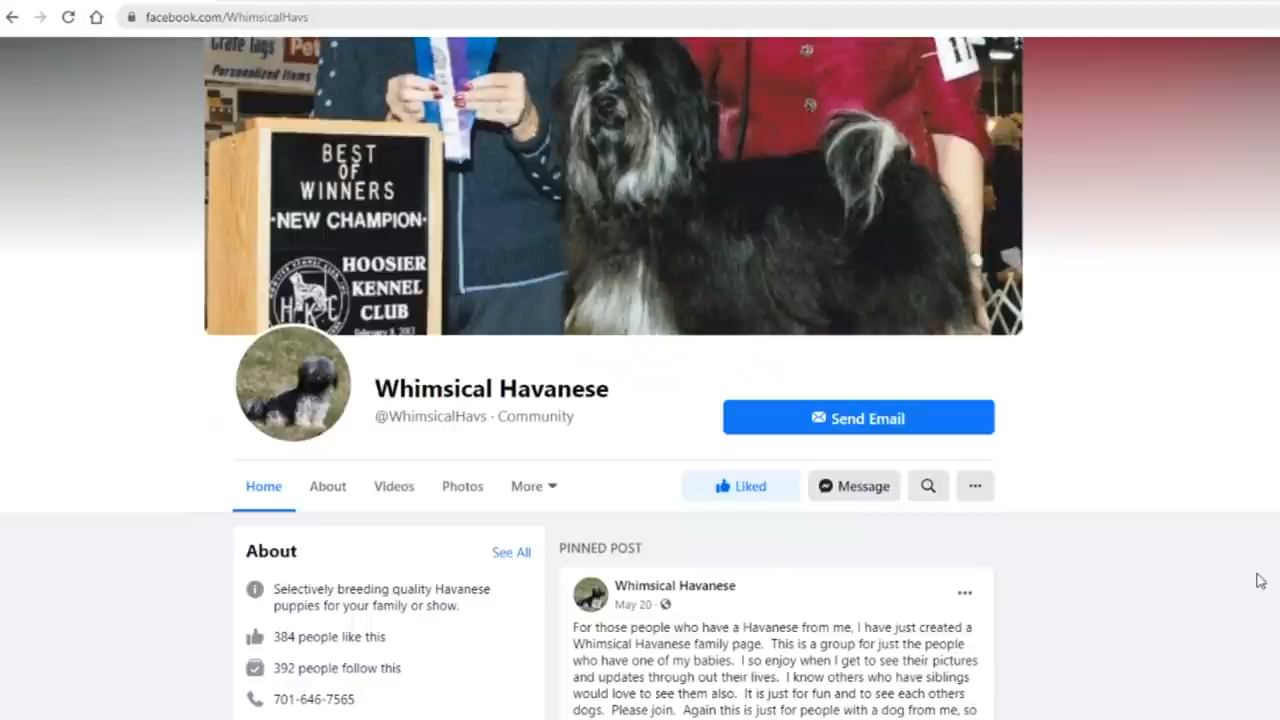 facebook.com/WhimsicalHavs
Crate Tags Pet
Personalized Items
BEST
OF
WINNERS
·NEW CHAMPION·
HOOSIER
KENNEL
CLUB
HKC
Whimsical Havanese
@WhimsicalHavs · Community
Send Email
Home About Videos Photos More
Liked Message ...
About See All
Selectively breeding quality Havanese
puppies for your family or show.
384 people like this
392 people follow this
701-646-7565
PINNED POST
Whimsical Havanese
May 20 ·
...
For those people who have a Havanese from me, I have just created a
Whimsical Havanese family page. This is a group for just the people
who have one of my babies. I so enjoy when I get to see their pictures
and updates through out their lives. I know others who have siblings
would love to see them also. It is just for fun and to see each others
dogs. Please join. Again this is just for people with a dog from me, so